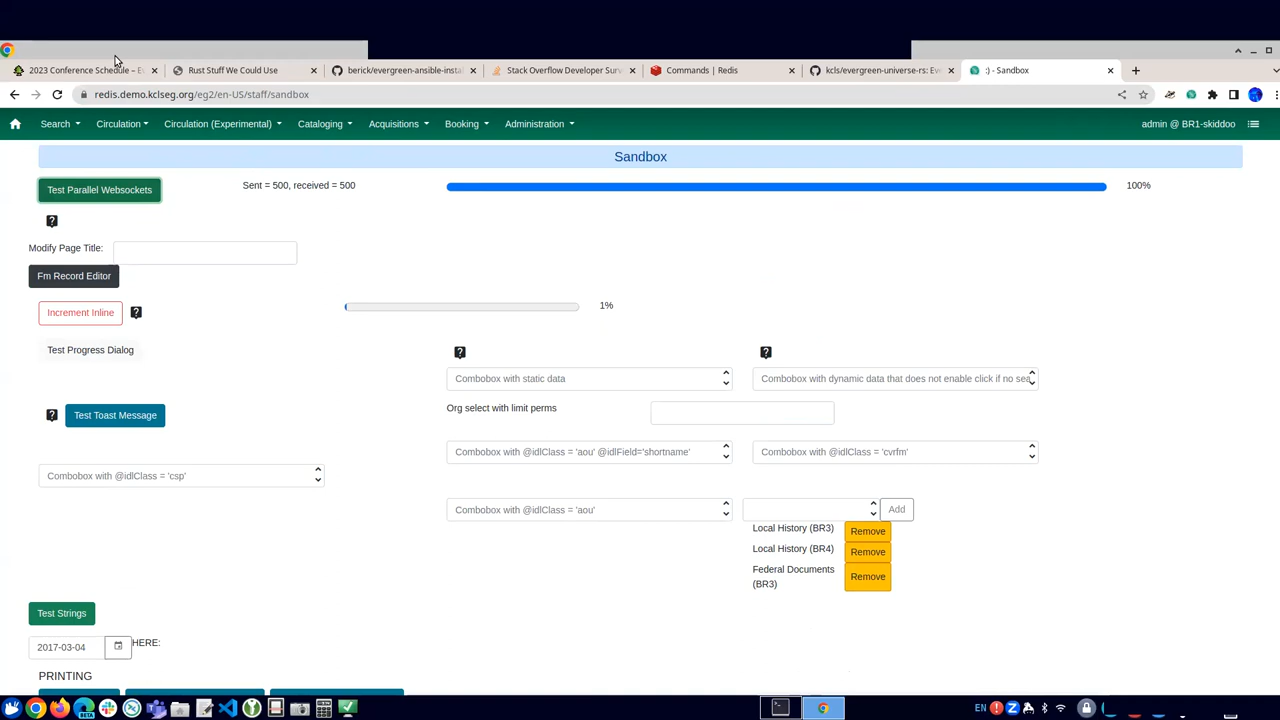 2023 Conference Schedule – E
Rust Stuff We Could Use
berick/evergreen-ansible-insta
Stack Overflow Developer Surv
Commands | Redis
kcls/evergreen-universe-rs: Eve
:) - Sandbox
redis.demo.kclseg.org/eg2/en-US/staff/sandbox
Search Circulation Circulation (Experimental) Cataloging Acquisitions Booking Administration admin @ BR1-skiddoo
Sandbox
Test Parallel Websockets Sent = 500, received = 500 100%
Modify Page Title:
Fm Record Editor
Increment Inline 1%
Test Progress Dialog
Combobox with static data Combobox with dynamic data that does not enable click if no sea
Org select with limit perms
Test Toast Message
Combobox with @idlClass = 'aou' @idlField='shortname' Combobox with @idlClass = 'cvrfm'
Combobox with @idlClass = 'csp'
Combobox with @idlClass = 'aou' Add
Local History (BR3) Remove
Local History (BR4) Remove
Federal Documents
(BR3) Remove
Test Strings
2017-03-04 HERE:
PRINTING
EN